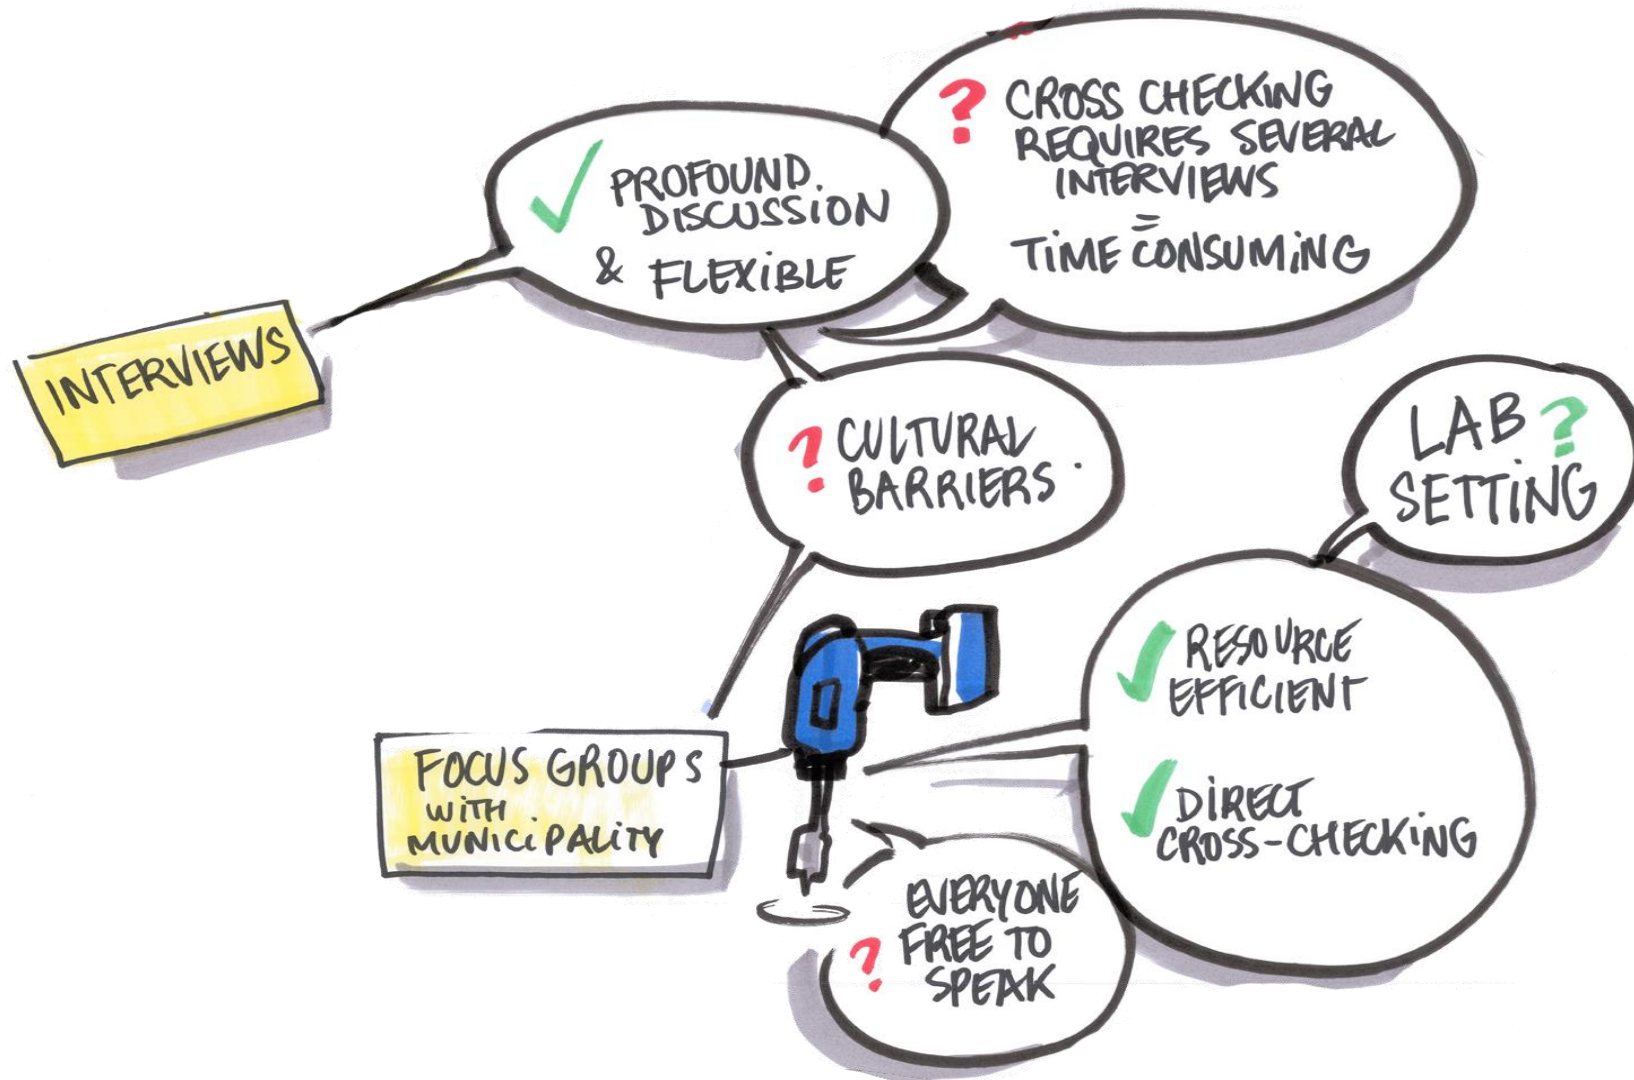 INTERVIEWS
PROFOUND.
DISCUSSION
& FLEXIBLE
? CROSS CHECKING
REQUIRES SEVERAL
INTERVIEWS
=
TIME CONSUMING
? CULTURAL
BARRIERS.
LAB ?
SETTING
FOCUS GROUPS
WITH
MUNICIPALITY
RESOURCE
EFFICIENT
DIRECT
CROSS-CHECKING
EVERYONE
? FREE TO
SPEAK